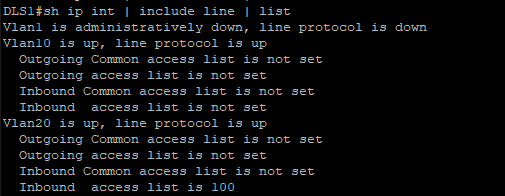 DLS1#sh ip int | include line | list
Vlan1 is administratively down, line protocol is down
Vlan10 is up, line protocol is up
  Outgoing Common access list is not set
  Outgoing access list is not set
  Inbound Common access list is not set
  Inbound  access list is not set
Vlan20 is up, line protocol is up
  Outgoing Common access list is not set
  Outgoing access list is not set
  Inbound Common access list is not set
  Inbound  access list is 100